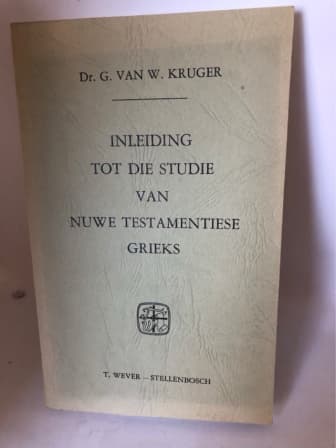 Dr. G. VAN W. KRUGER
INLEIDING
TOT DIE STUDIE
VAN
NUWE TESTAMENTIESE
GRIEKS
T. WEVER – STELLENBOSCH